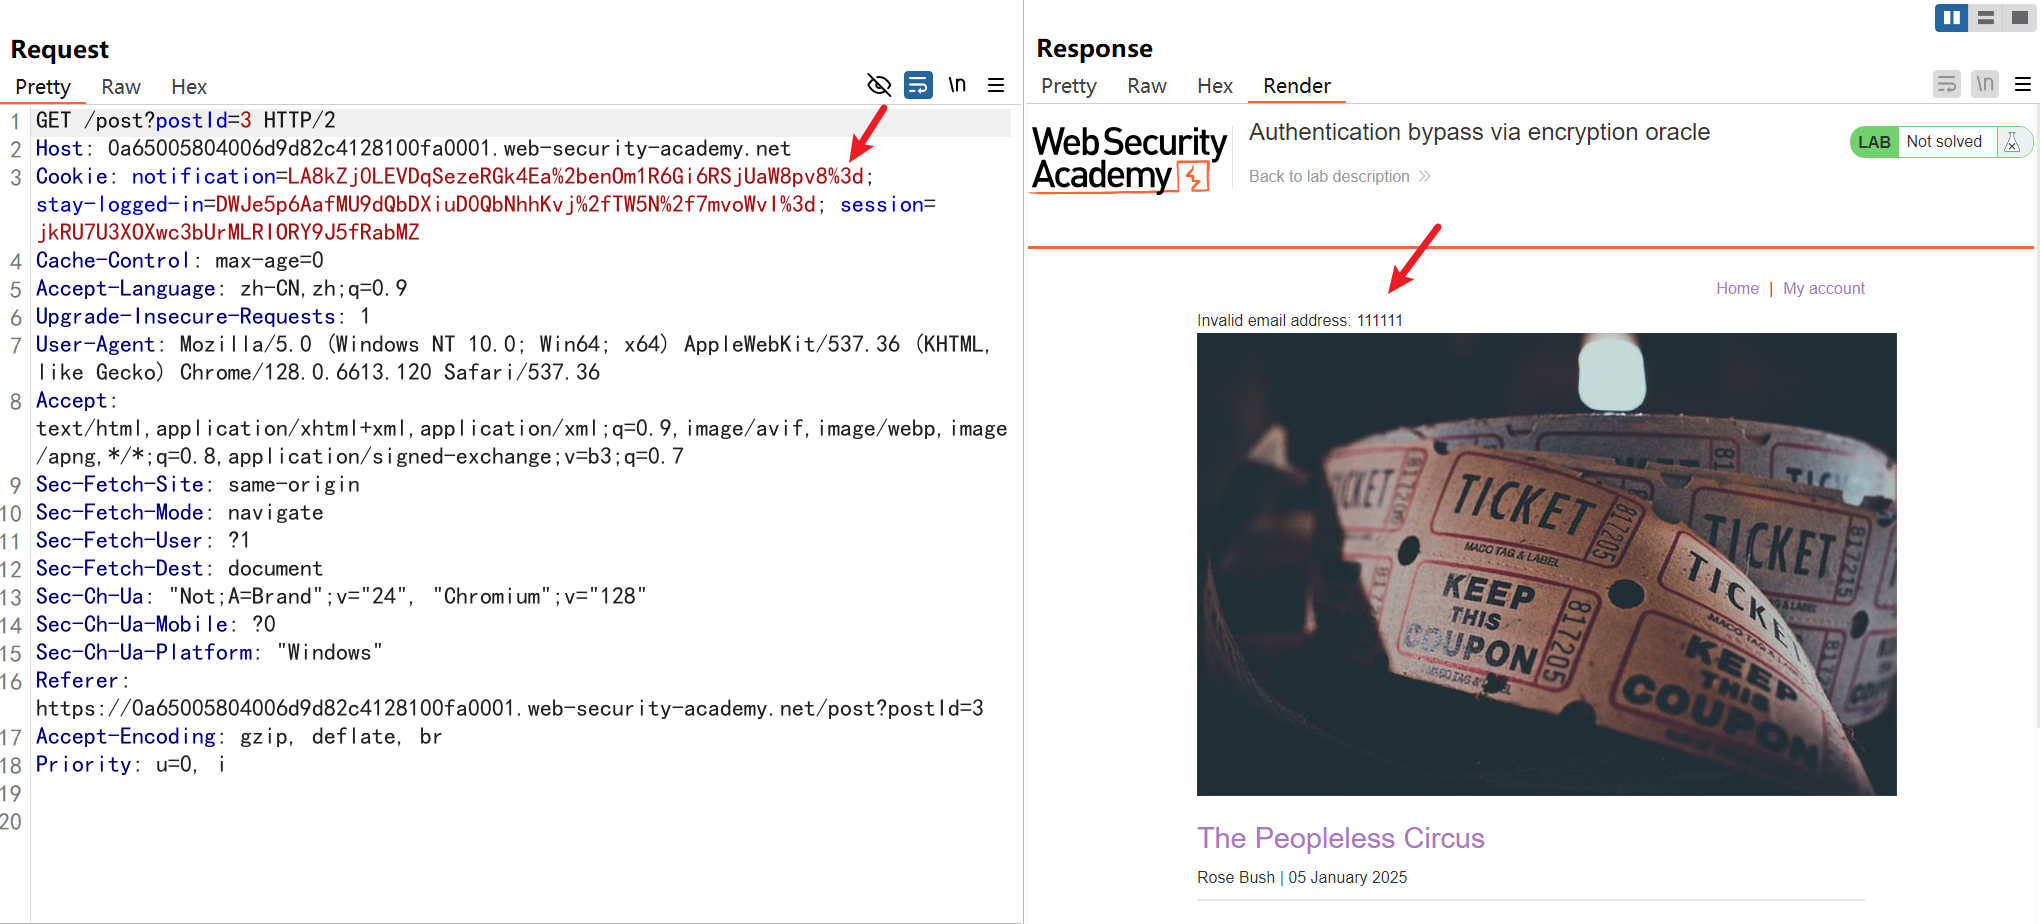 Request
Pretty Raw Hex
\n
1 GET /post?postId=3 HTTP/2
2 Host: 0a65005804006d9d82c4128100fa0001.web-security-academy.net
3 Cookie: notification=LA8kZj0LEVDqSezeRGk4Ea%2benOm1R6Gi6RSjUaW8pv8%3d;
stay-logged-in=DWJe5p6AafMU9dQbDXiuD0QbNhhKvj%2fTW5N%2f7mvoWvI%3d; session=
jkRU7U3X0Xwc3bUrMLRI0RY9J5fRabMZ
4 Cache-Control: max-age=0
5 Accept-Language: zh-CN,zh;q=0.9
6 Upgrade-Insecure-Requests: 1
7 User-Agent: Mozilla/5.0 (Windows NT 10.0; Win64; x64) AppleWebKit/537.36 (KHTML,
like Gecko) Chrome/128.0.6613.120 Safari/537.36
8 Accept:
text/html,application/xhtml+xml,application/xml;q=0.9,image/avif,image/webp,image
/apng,*/*;q=0.8,application/signed-exchange;v=b3;q=0.7
9 Sec-Fetch-Site: same-origin
10 Sec-Fetch-Mode: navigate
11 Sec-Fetch-User: ?1
12 Sec-Fetch-Dest: document
13 Sec-Ch-Ua: "Not;A=Brand";v="24", "Chromium";v="128"
14 Sec-Ch-Ua-Mobile: ?0
15 Sec-Ch-Ua-Platform: "Windows"
16 Referer:
https://0a65005804006d9d82c4128100fa0001.web-security-academy.net/post?postId=3
17 Accept-Encoding: gzip, deflate, br
18 Priority: u=0, i
19
20
Response
Pretty Raw Hex Render
\n
Web Security
Academy
Authentication bypass via encryption oracle
Back to lab description
LAB Not solved
Home | My account
Invalid email address: 111111
TICKET
TICKET
817205
MACO TAG & LABEL
KEEP
THIS
COUPON
817205
TICKET
817215
TICKET
KEEP
THIS
COUPON
The Peopleless Circus
Rose Bush | 05 January 2025